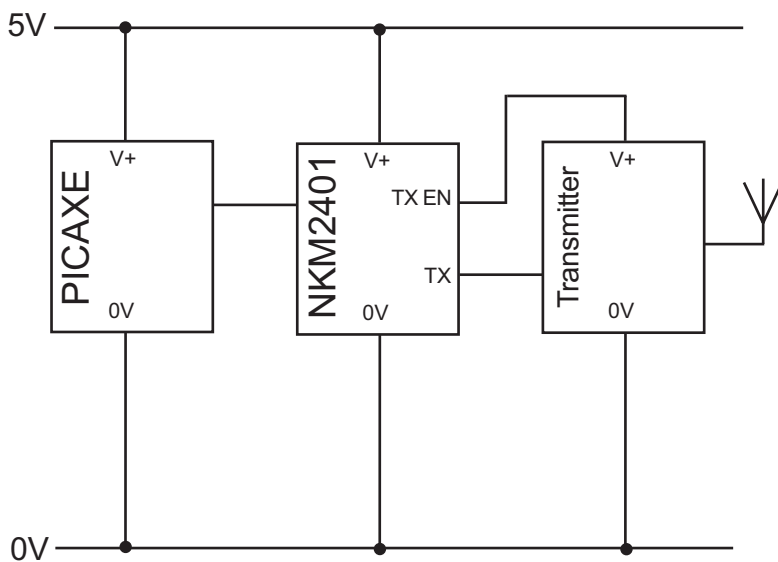 5V
V+
PICAXE
0V
V+
NKM2401
TX EN
TX
0V
V+
Transmitter
0V
0V